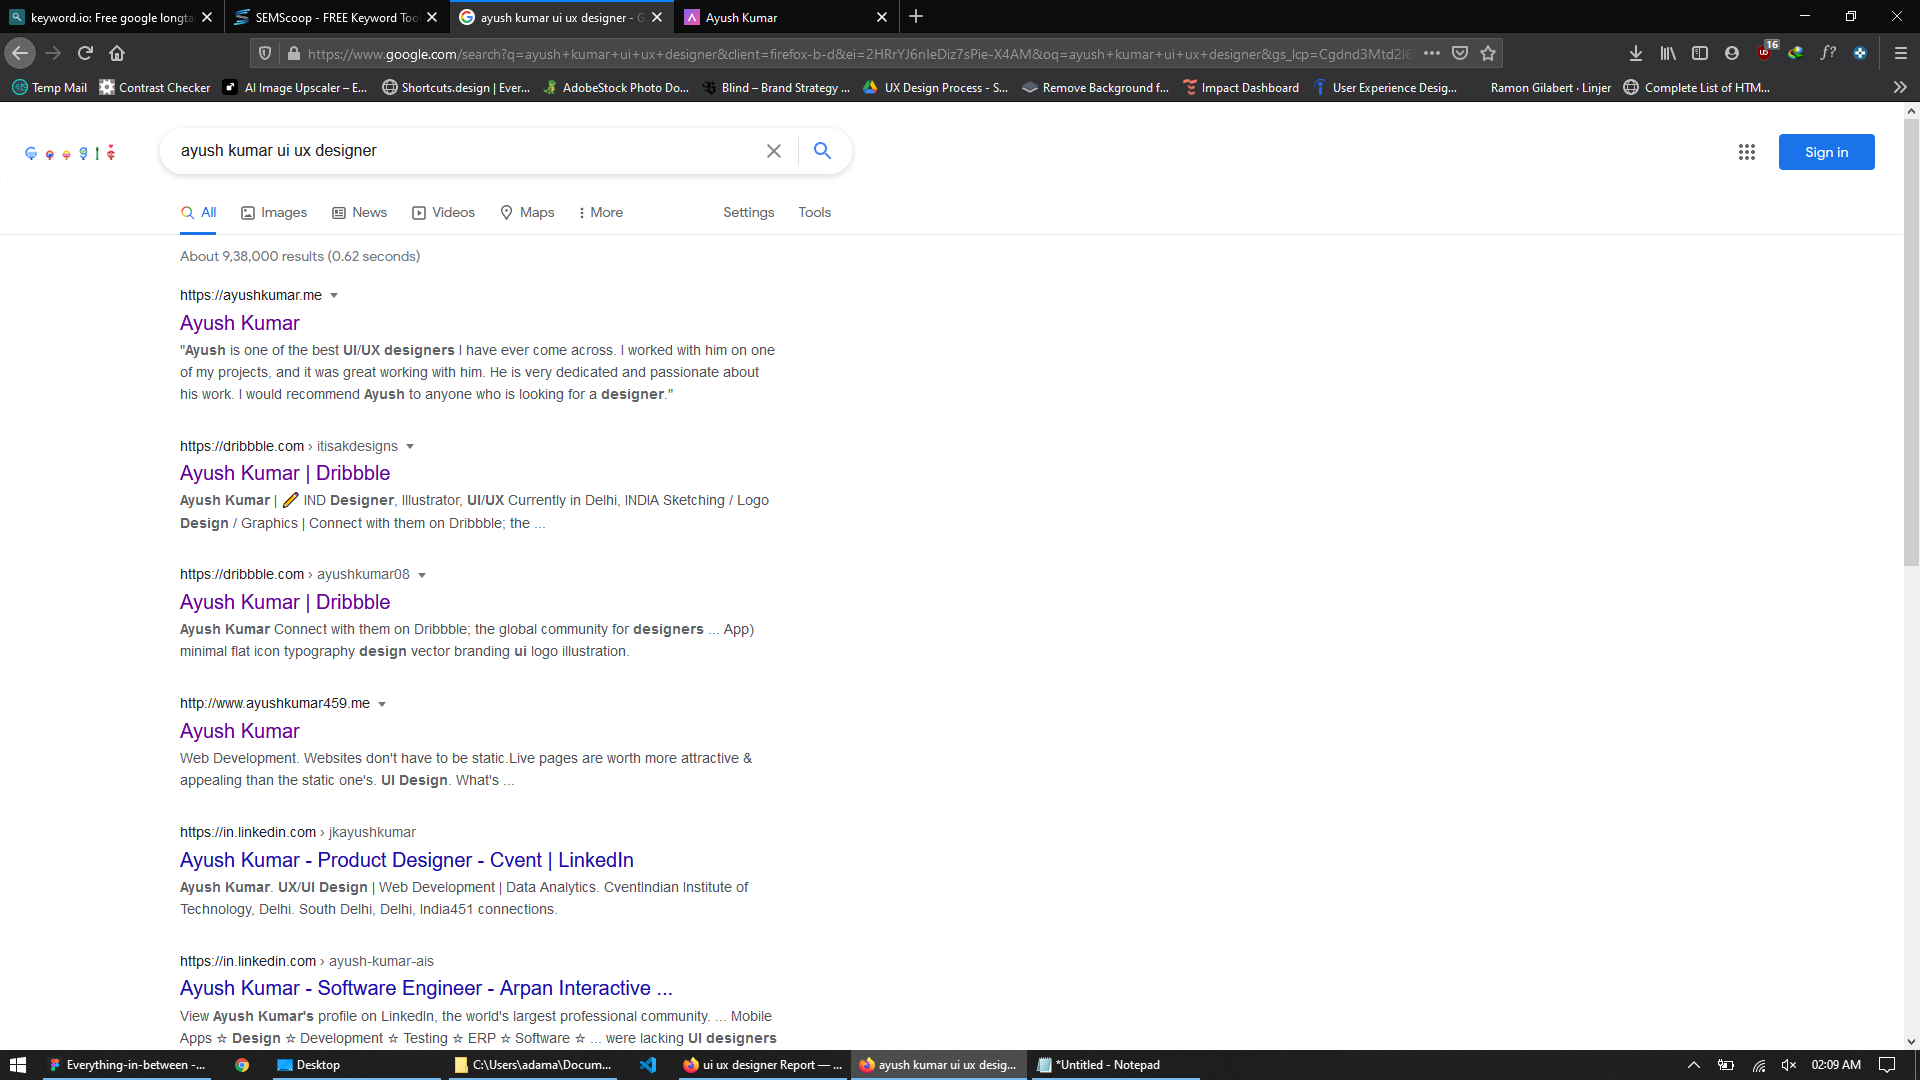 keyword.io: Free google longta
SEMScoop - FREE Keyword Too
ayush kumar ui ux designer - G
Ayush Kumar
https://www.google.com/search?q=ayush+kumar+ui+ux+designer&client=firefox-b-d&ei=2HRrYJ6nIeDiz7sPie-X4AM&oq=ayush+kumar+ui+ux+designer&gs_lcp=Cgdnd3Mtd2l6
16
Temp Mail
Contrast Checker
AI Image Upscaler – E...
Shortcuts.design | Ever...
AdobeStock Photo Do...
Blind – Brand Strategy ...
UX Design Process - S...
Remove Background f...
Impact Dashboard
User Experience Desig...
Ramon Gilabert · Linjer
Complete List of HTM...
ayush kumar ui ux designer
Sign in
All
Images
News
Videos
Maps
More
Settings
Tools
About 9,38,000 results (0.62 seconds)
https://ayushkumar.me
Ayush Kumar
"Ayush is one of the best UI/UX designers I have ever come across. I worked with him on one
of my projects, and it was great working with him. He is very dedicated and passionate about
his work. I would recommend Ayush to anyone who is looking for a designer."
https://dribbble.com › itisakdesigns
Ayush Kumar | Dribbble
Ayush Kumar | ✏️ IND Designer, Illustrator, UI/UX Currently in Delhi, INDIA Sketching / Logo
Design / Graphics | Connect with them on Dribbble; the ...
https://dribbble.com › ayushkumar08
Ayush Kumar | Dribbble
Ayush Kumar Connect with them on Dribbble; the global community for designers ... App)
minimal flat icon typography design vector branding ui logo illustration.
http://www.ayushkumar459.me
Ayush Kumar
Web Development. Websites don't have to be static.Live pages are worth more attractive &
appealing than the static one's. UI Design. What's ...
https://in.linkedin.com › jkayushkumar
Ayush Kumar - Product Designer - Cvent | LinkedIn
Ayush Kumar. UX/UI Design | Web Development | Data Analytics. CventIndian Institute of
Technology, Delhi. South Delhi, Delhi, India451 connections.
https://in.linkedin.com › ayush-kumar-ais
Ayush Kumar - Software Engineer - Arpan Interactive ...
View Ayush Kumar's profile on LinkedIn, the world's largest professional community. ... Mobile
Apps ☆ Design ☆ Development ☆ Testing ☆ ERP ☆ Software ☆ ... were lacking UI designers
Everything-in-between -...
Desktop
C:\Users\adama\Docum...
ui ux designer Report — ...
ayush kumar ui ux desig...
*Untitled - Notepad
02:09 AM